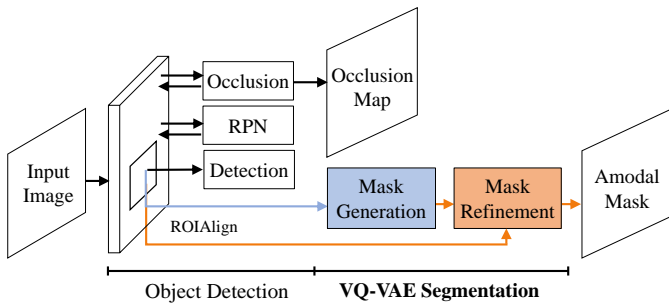 Occlusion
Occlusion
Map
RPN
Input
Image
Detection
Mask
Generation
Mask
Refinement
Amodal
Mask
ROIAlign
Object Detection
VQ-VAE Segmentation